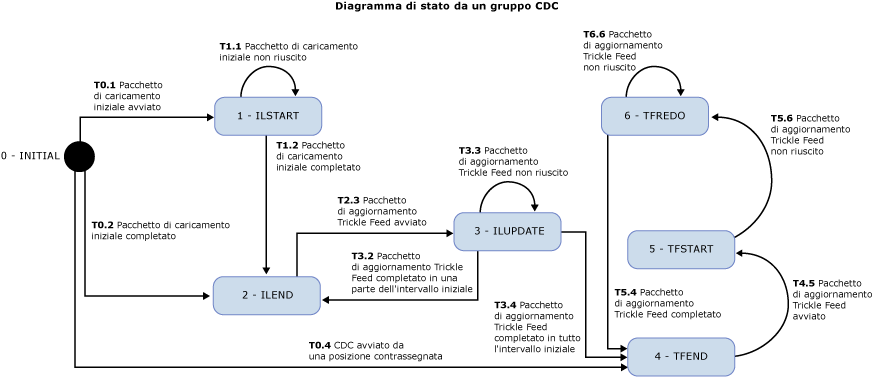 Diagramma di stato da un gruppo CDC
T1.1 Pacchetto di caricamento
iniziale non riuscito
T6.6 Pacchetto
di aggiornamento
Trickle Feed
non riuscito
T0.1 Pacchetto
di caricamento
iniziale avviato
1 - ILSTART
6 - TFREDO
T5.6 Pacchetto
di aggiornamento
Trickle Feed
non riuscito
0 - INITIAL
T1.2 Pacchetto
di caricamento
iniziale completato
T3.3 Pacchetto
di aggiornamento
Trickle Feed non riuscito
T0.2 Pacchetto di caricamento
iniziale completato
T2.3 Pacchetto
di aggiornamento
Trickle Feed avviato
3 - ILUPDATE
5 - TFSTART
T3.2 Pacchetto
di aggiornamento Trickle
Feed completato in una
parte dell'intervallo iniziale
2 - ILEND
T3.4 Pacchetto
di aggiornamento
Trickle Feed
completato in tutto
l'intervallo iniziale
T5.4 Pacchetto
di aggiornamento
Trickle Feed completato
T4.5 Pacchetto
di aggiornamento
Trickle Feed
avviato
T0.4 CDC avviato da
una posizione contrassegnata
4 - TFEND